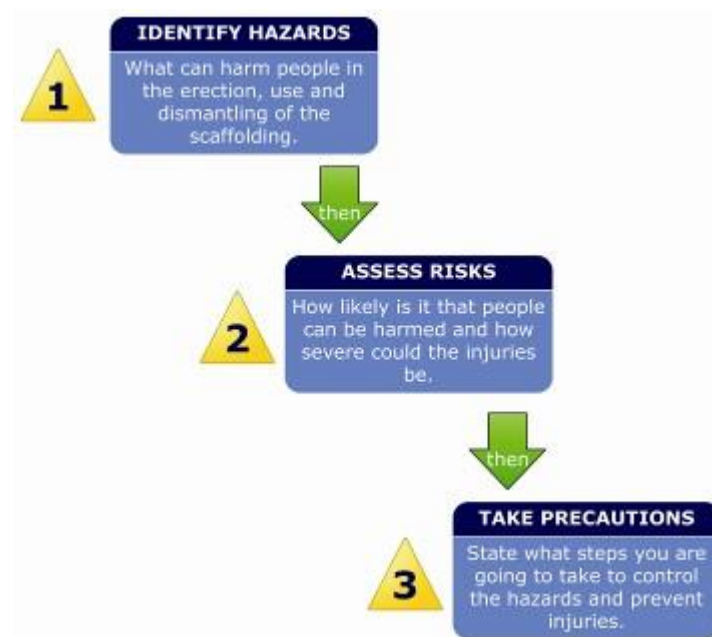 IDENTIFY HAZARDS
1
What can harm people in
the erection, use and
dismantling of the
scaffolding.
then
ASSESS RISKS
2
How likely is it that people
can be harmed and how
severe could the injuries
be.
then
TAKE PRECAUTIONS
3
State what steps you are
going to take to control
the hazards and prevent
injuries.